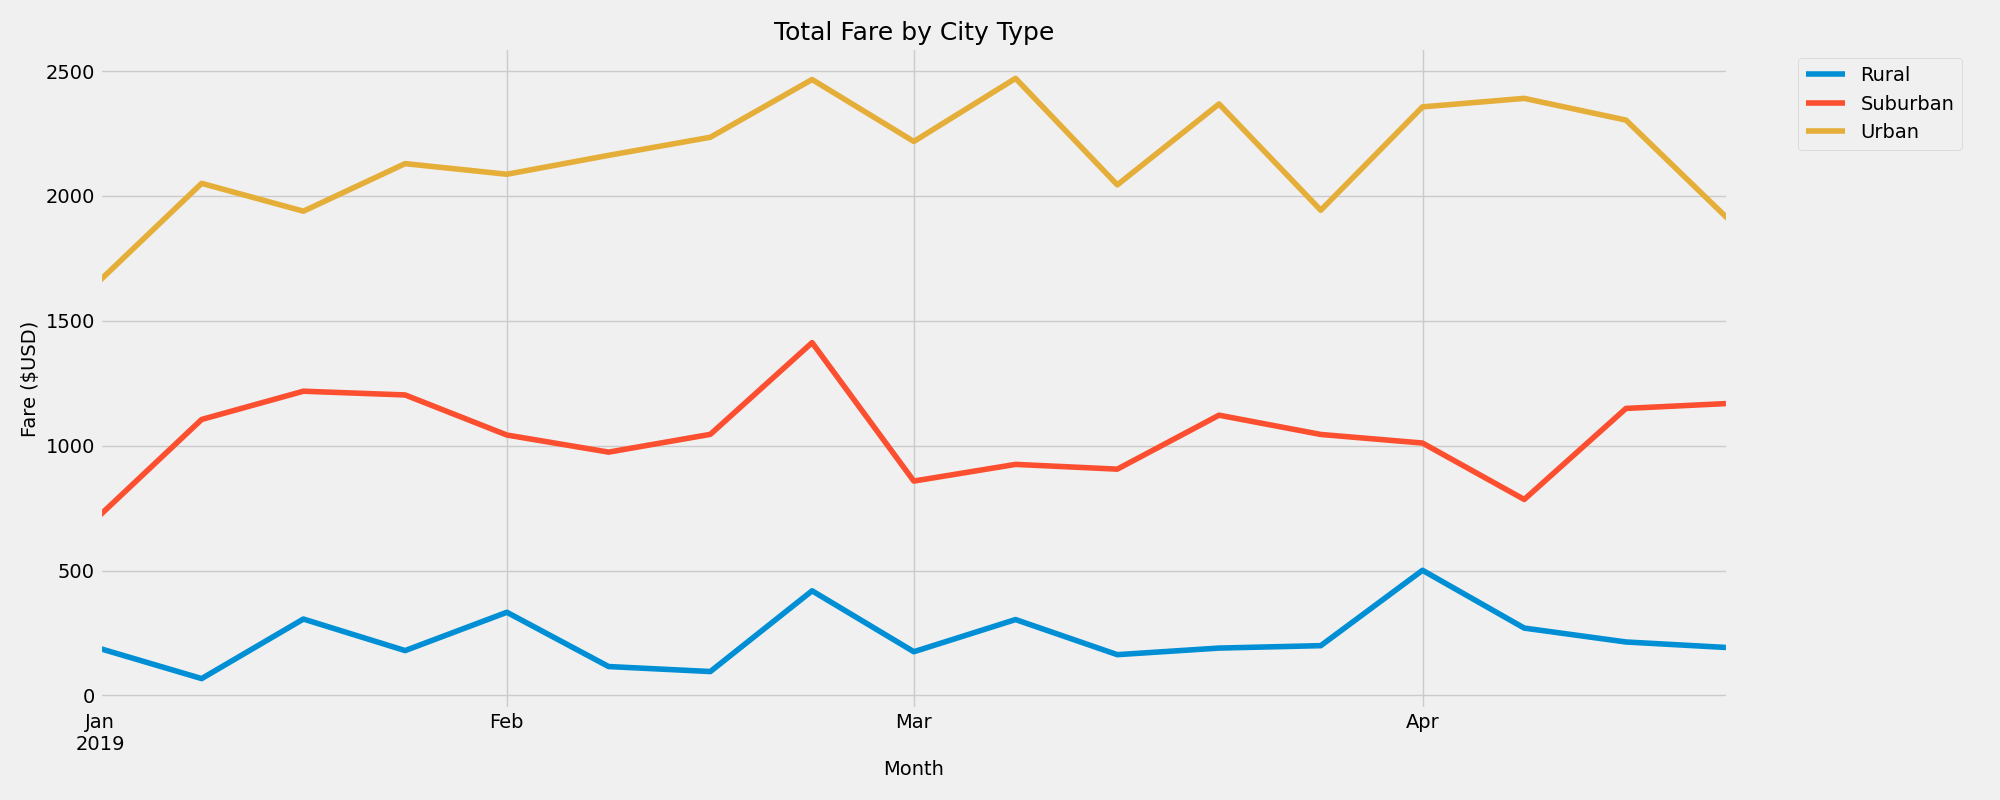 Total Fare by City Type
Rural
Suburban
Urban
Fare ($USD)
2500
2000
1500
1000
500
0
Jan
2019
Feb
Mar
Apr
Month